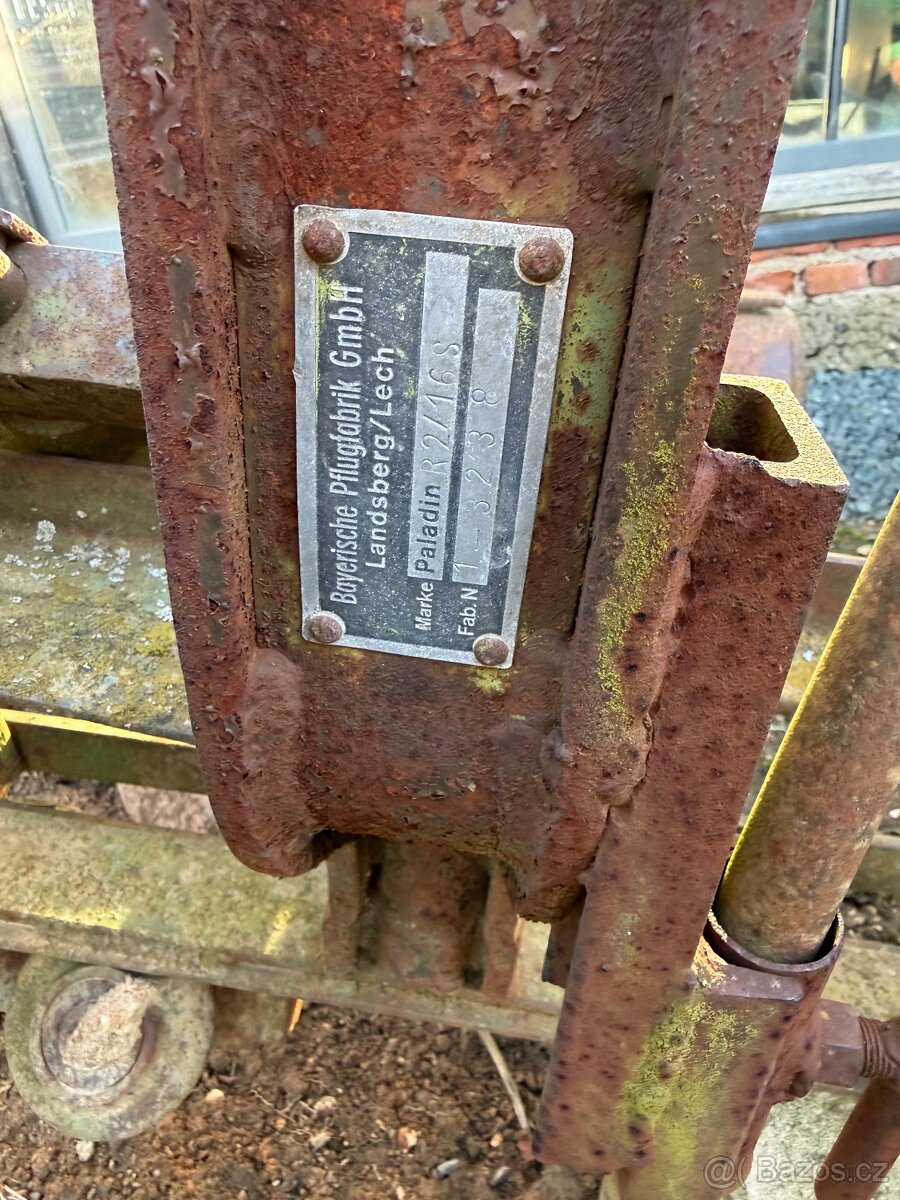 Bayerische Pflugfabrik GmbH
Landsberg/Lech
Marke Paladin R2/16S
Fab. N 1 - 3238
@Bazos.cz